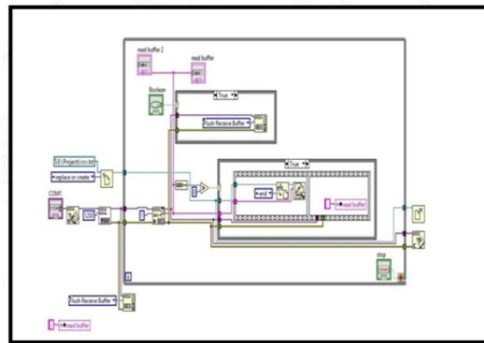 read buffer 2
read buffer
Boolean
True
Flush Receive Buffer
True
replace or create
end
read buffer
COM1
stop
Flush Receive Buffer
read buffer